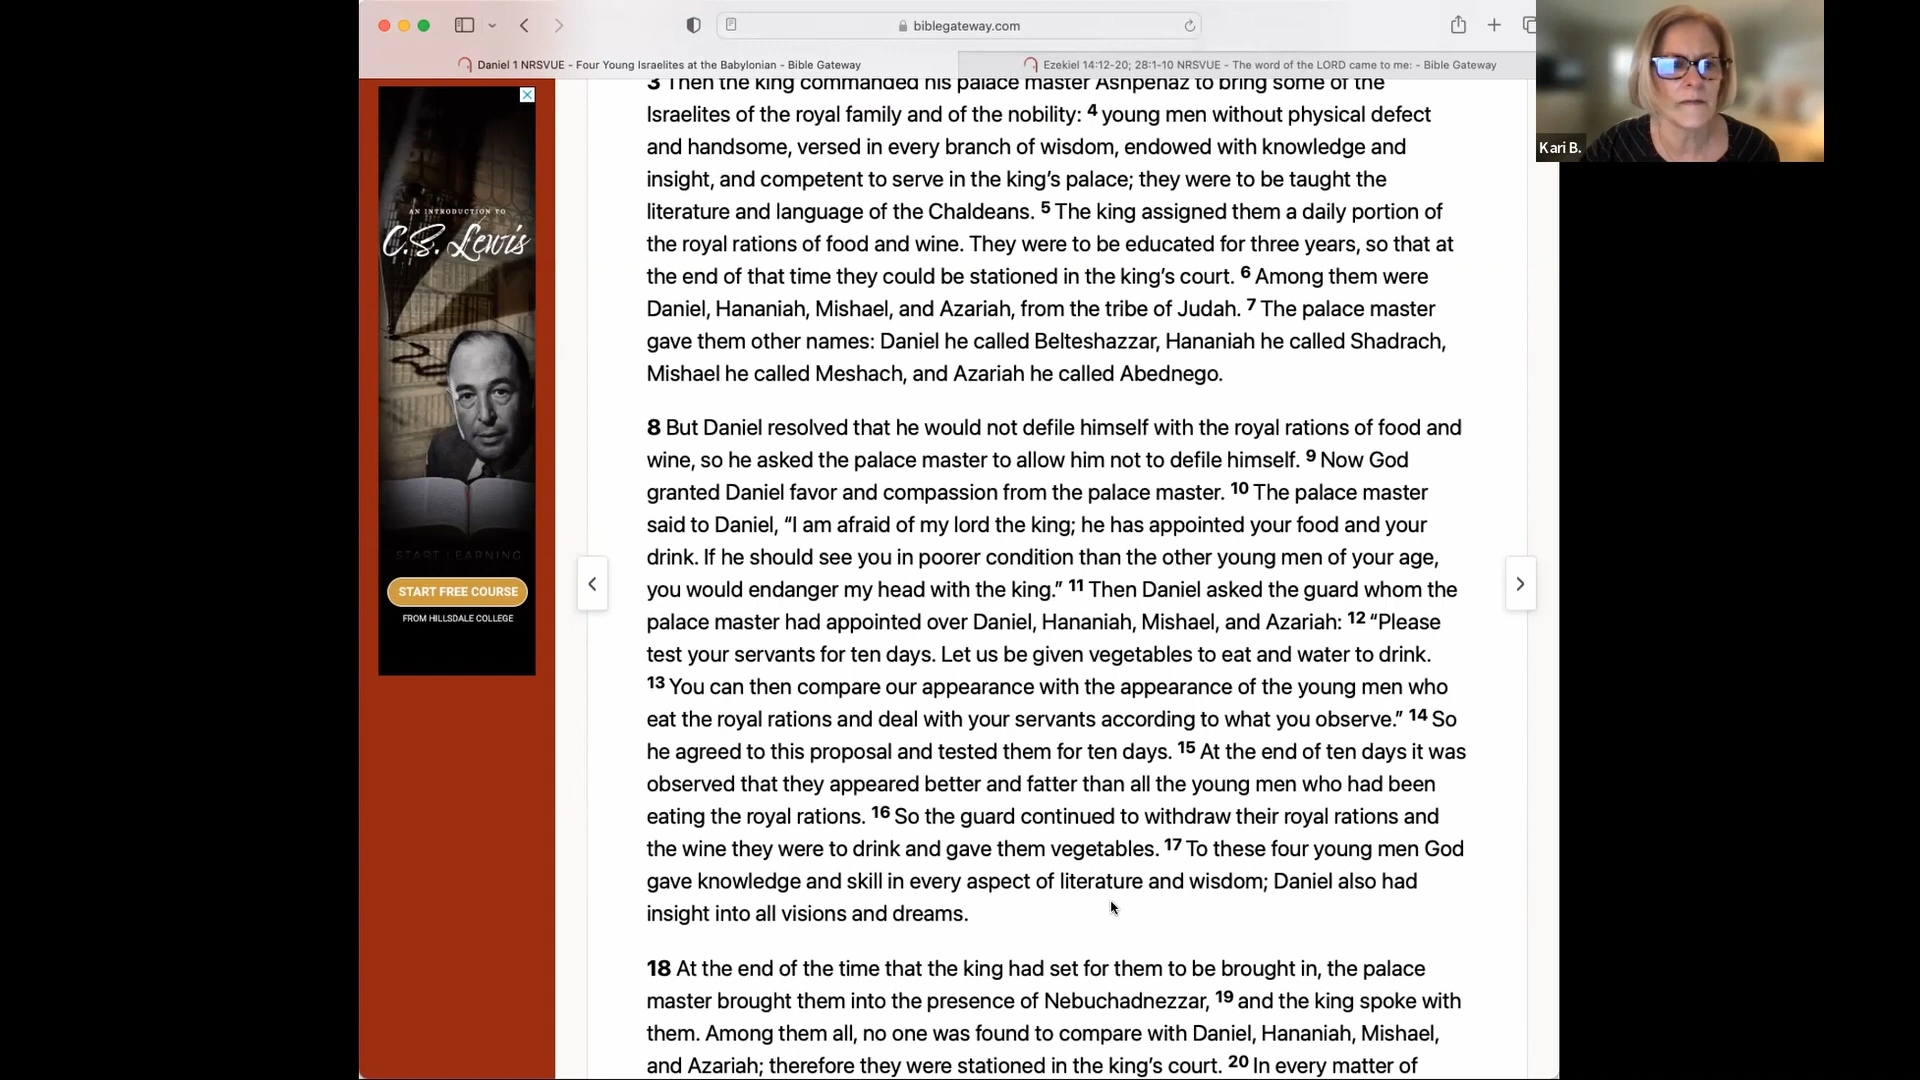 biblegateway.com
Daniel 1 NRSVUE - Four Young Israelites at the Babylonian - Bible Gateway
Ezekiel 14:12-20; 28:1-10 NRSVUE - The word of the LORD came to me: - Bible Gateway
Kari B.
AN INTRODUCTION TO
C.S. Lewis
START LEARNING
START FREE COURSE
FROM HILLSDALE COLLEGE
3 Then the king commanded his palace master Ashpenaz to bring some of the
Israelites of the royal family and of the nobility: 4 young men without physical defect
and handsome, versed in every branch of wisdom, endowed with knowledge and
insight, and competent to serve in the king’s palace; they were to be taught the
literature and language of the Chaldeans. 5 The king assigned them a daily portion of
the royal rations of food and wine. They were to be educated for three years, so that at
the end of that time they could be stationed in the king’s court. 6 Among them were
Daniel, Hananiah, Mishael, and Azariah, from the tribe of Judah. 7 The palace master
gave them other names: Daniel he called Belteshazzar, Hananiah he called Shadrach,
Mishael he called Meshach, and Azariah he called Abednego.
8 But Daniel resolved that he would not defile himself with the royal rations of food and
wine, so he asked the palace master to allow him not to defile himself. 9 Now God
granted Daniel favor and compassion from the palace master. 10 The palace master
said to Daniel, “I am afraid of my lord the king; he has appointed your food and your
drink. If he should see you in poorer condition than the other young men of your age,
you would endanger my head with the king.” 11 Then Daniel asked the guard whom the
palace master had appointed over Daniel, Hananiah, Mishael, and Azariah: 12 “Please
test your servants for ten days. Let us be given vegetables to eat and water to drink.
13 You can then compare our appearance with the appearance of the young men who
eat the royal rations and deal with your servants according to what you observe.” 14 So
he agreed to this proposal and tested them for ten days. 15 At the end of ten days it was
observed that they appeared better and fatter than all the young men who had been
eating the royal rations. 16 So the guard continued to withdraw their royal rations and
the wine they were to drink and gave them vegetables. 17 To these four young men God
gave knowledge and skill in every aspect of literature and wisdom; Daniel also had
insight into all visions and dreams.
18 At the end of the time that the king had set for them to be brought in, the palace
master brought them into the presence of Nebuchadnezzar, 19 and the king spoke with
them. Among them all, no one was found to compare with Daniel, Hananiah, Mishael,
and Azariah; therefore they were stationed in the king’s court. 20 In every matter of